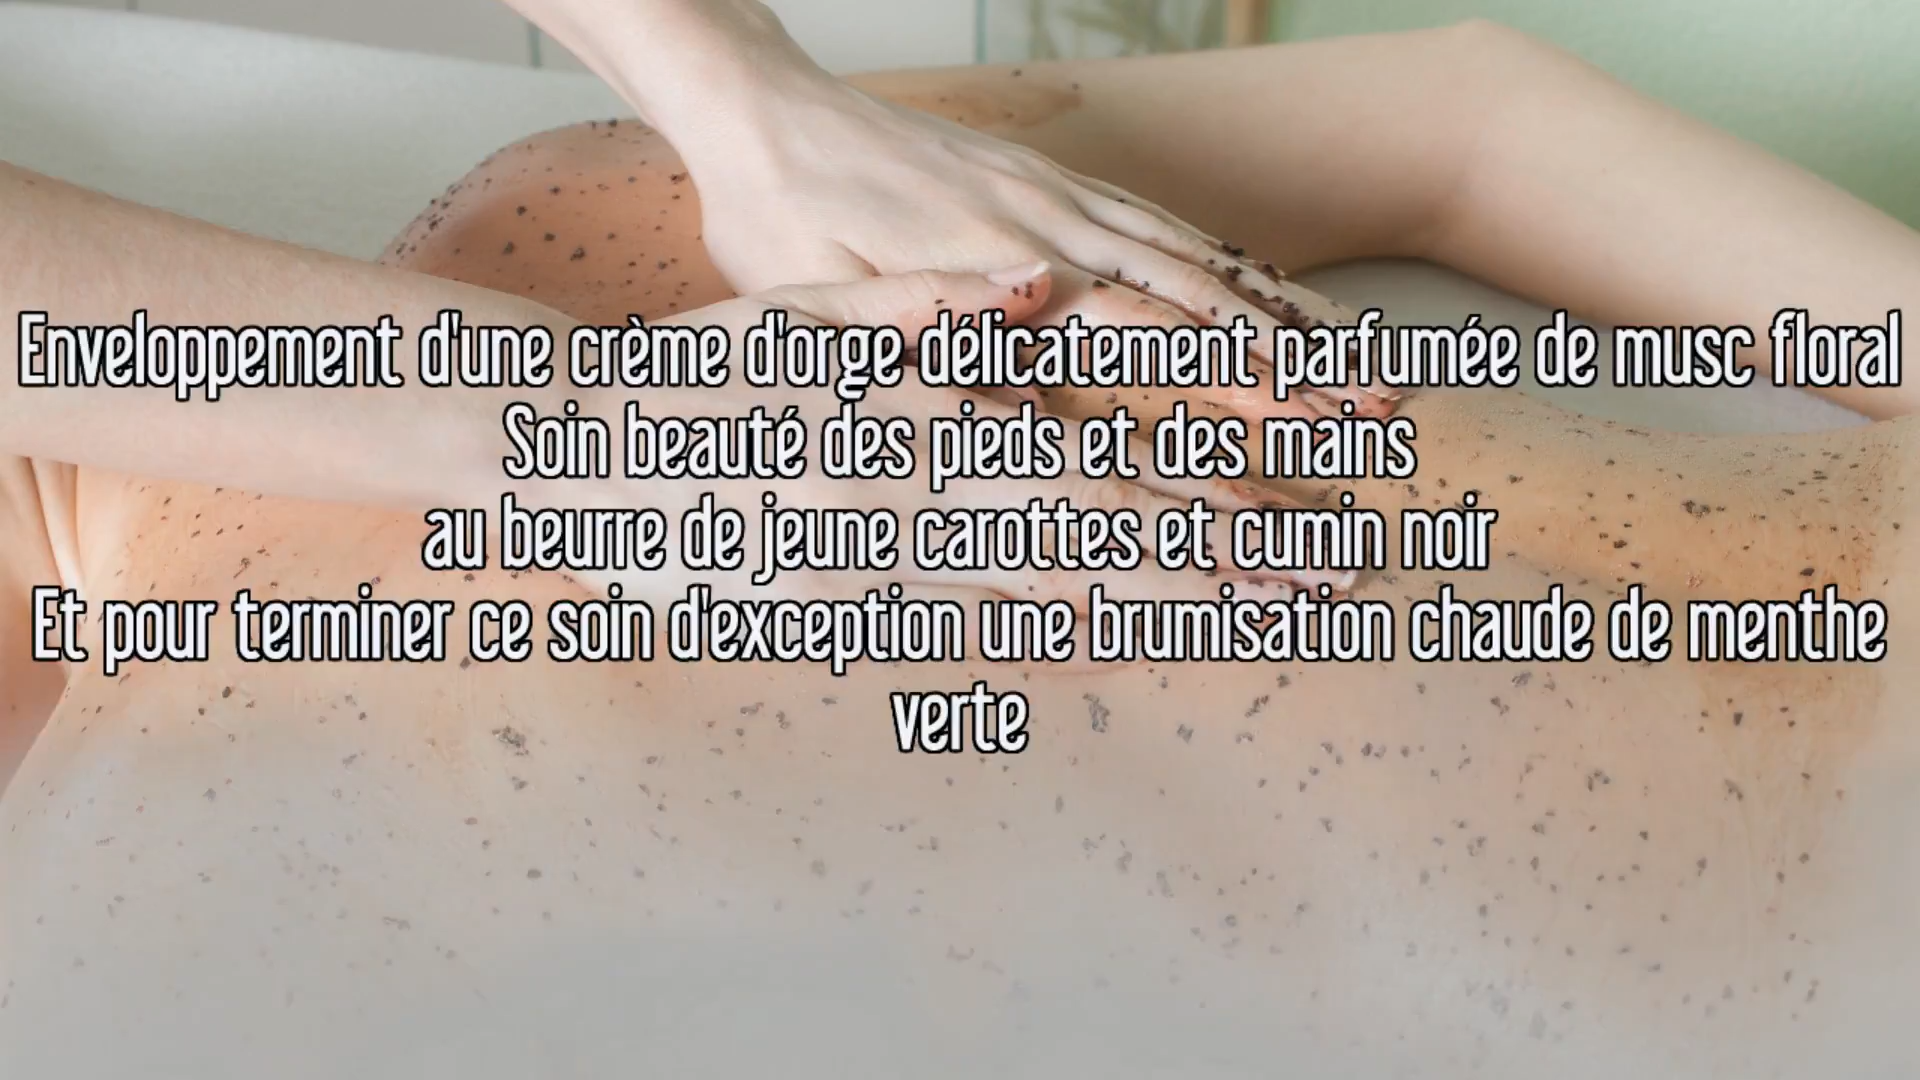 Enveloppement d'une crème d'orge délicatement parfumée de musc floral
Soin beauté des pieds et des mains
au beurre de jeune carottes et cumin noir
Et pour terminer ce soin d'exception une brumisation chaude de menthe
verte